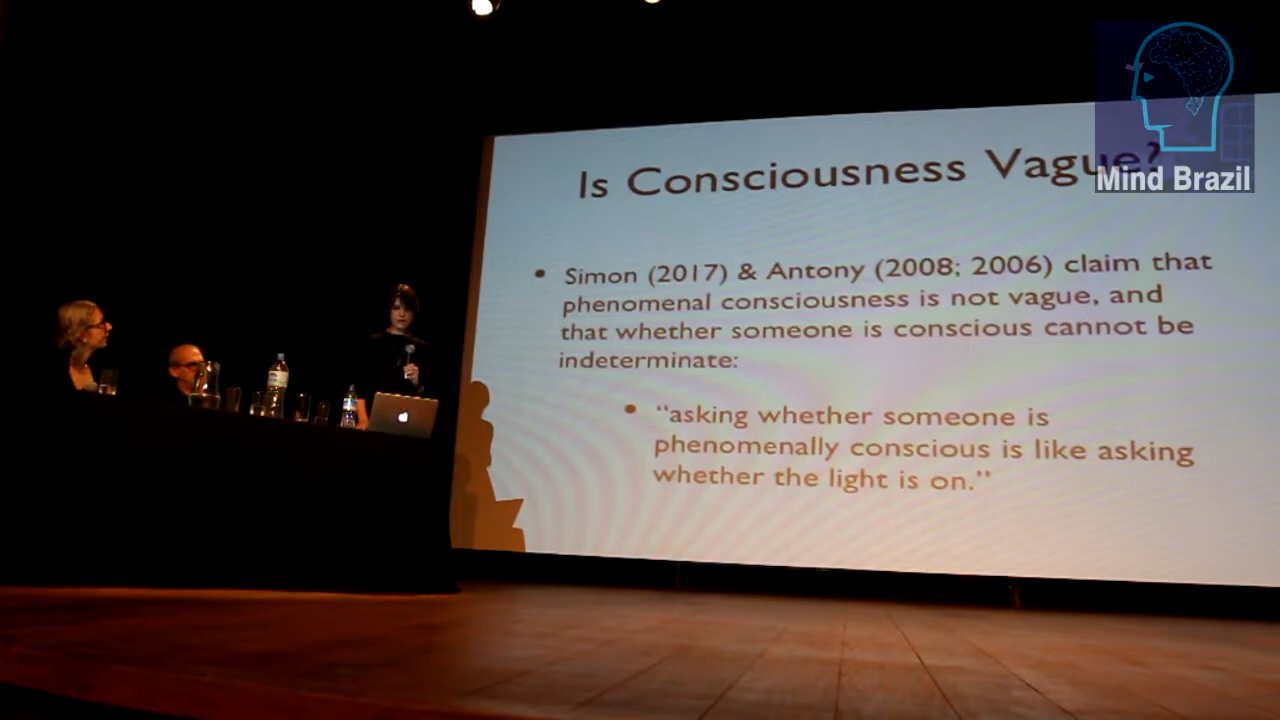 Is Consciousness Vague?
Mind Brazil
• Simon (2017) & Antony (2008; 2006) claim that
phenomenal consciousness is not vague, and
that whether someone is conscious cannot be
indeterminate:
• “asking whether someone is
phenomenally conscious is like asking
whether the light is on.”